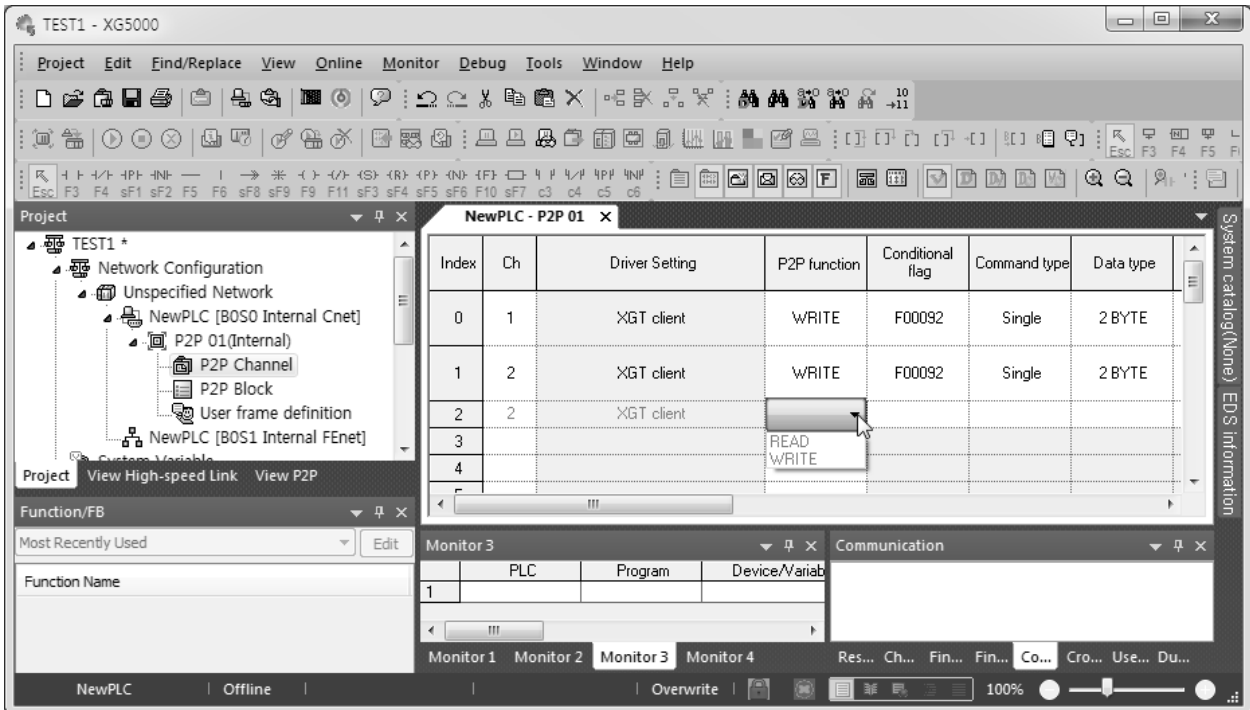 TEST1 - XG5000
Project Edit Find/Replace View Online Monitor Debug Tools Window Help
Esc F3 F4 F5
Esc F3 F4 sF1 sF2 F5 F6 sF8 sF9 F9 F11 sF3 sF4 sF5 sF6 F10 sF7 c3 c4 c5 c6
Project
TEST1 *
Network Configuration
Unspecified Network
NewPLC [B0S0 Internal Cnet]
P2P 01(Internal)
P2P Channel
P2P Block
User frame definition
NewPLC [B0S1 Internal FEnet]
System Variable
Project View High-speed Link View P2P
Function/FB
Most Recently Used Edit
Function Name
NewPLC - P2P 01
Index Ch Driver Setting P2P function Conditional flag Command type Data type
0 1 XGT client WRITE F00092 Single 2 BYTE
1 2 XGT client WRITE F00092 Single 2 BYTE
2 2 XGT client
3
4
READ
WRITE
System catalog(None)
EDS information
Monitor 3
PLC Program Device/Variab
1
Monitor 1 Monitor 2 Monitor 3 Monitor 4
Communication
Res... Ch... Fin... Fin... Co... Cro... Use... Du...
NewPLC Offline Overwrite 100%